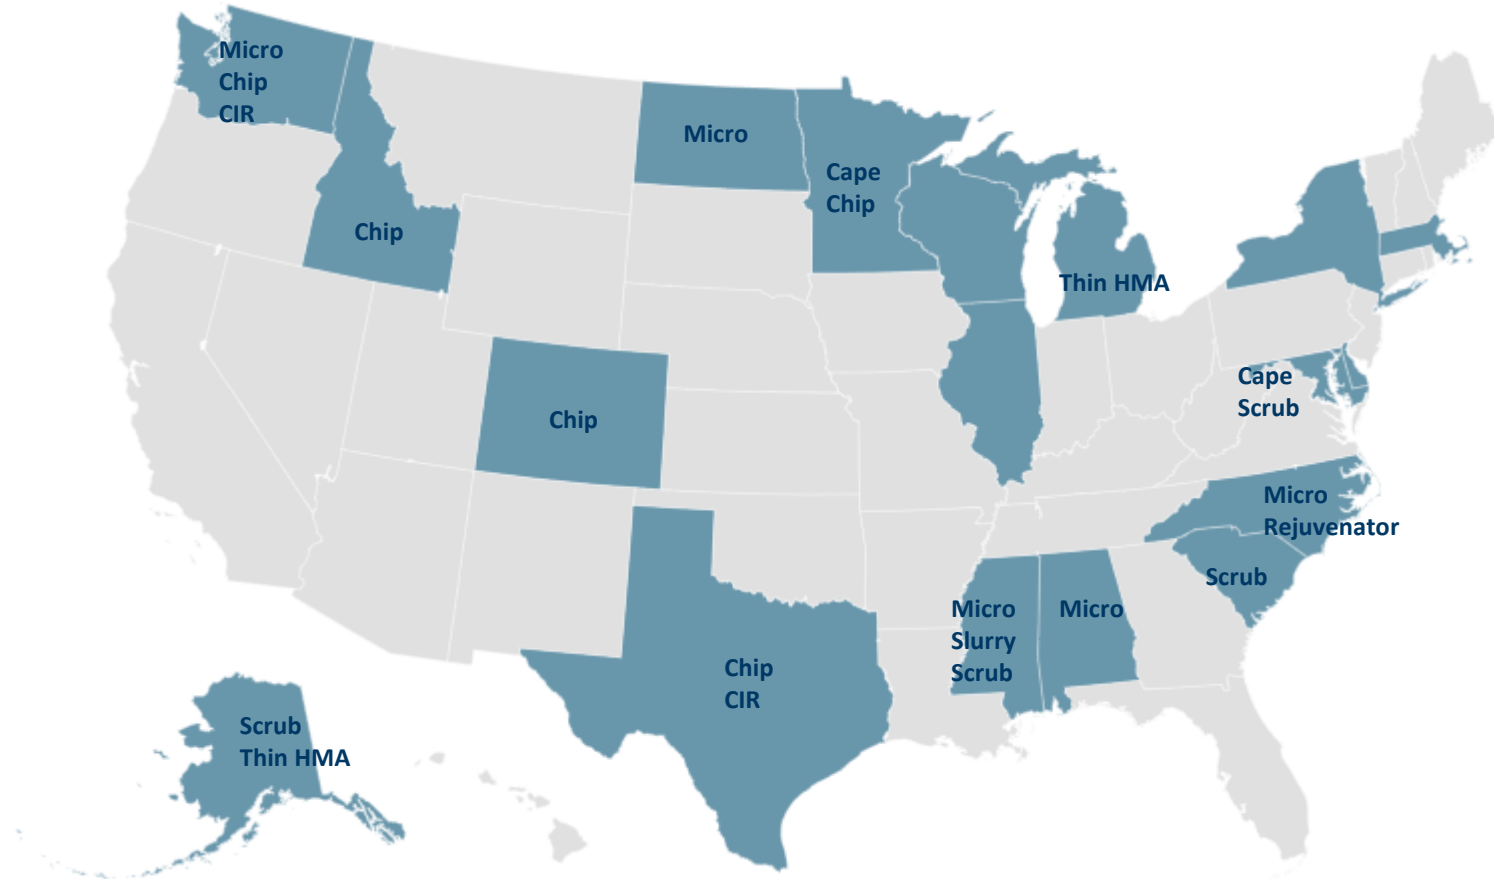 Micro
Chip
CIR
Micro
Cape
Chip
Chip
Thin HMA
Chip
Cape
Scrub
Micro
Rejuvenator
Scrub
Micro
Slurry
Scrub
Micro
Chip
CIR
Scrub
Thin HMA